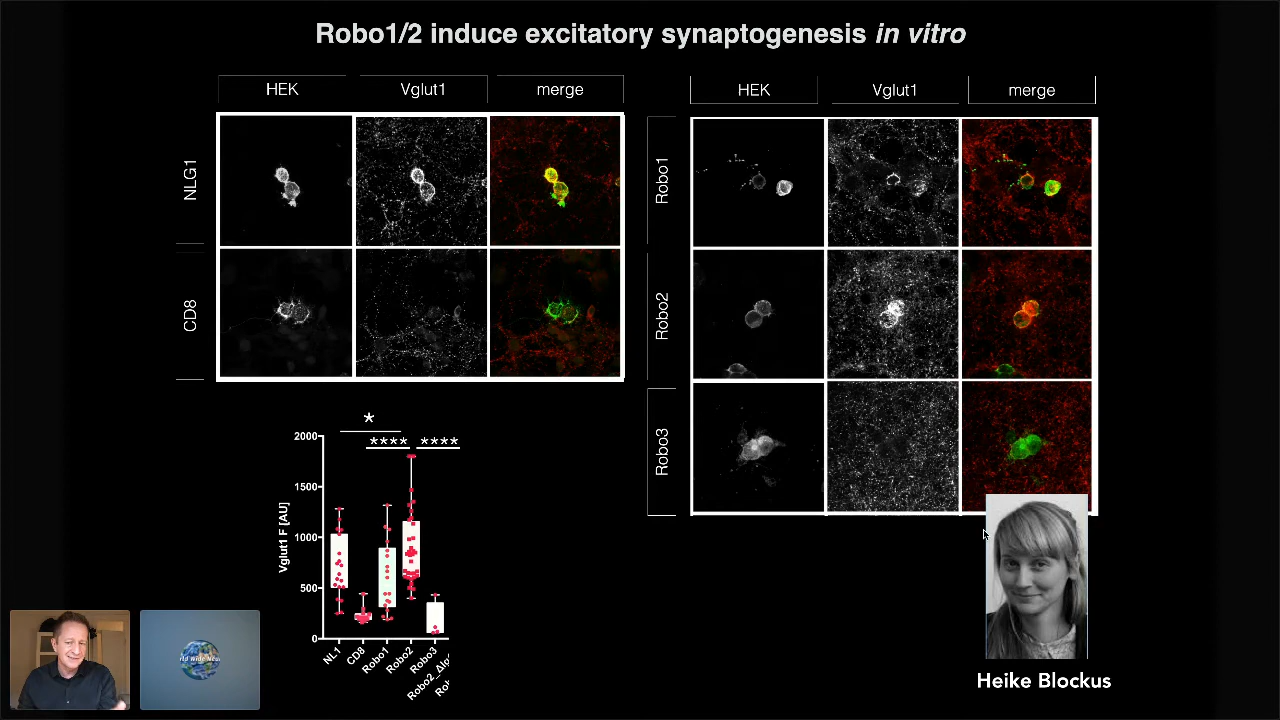 Robo1/2 induce excitatory synaptogenesis in vitro
HEK Vglut1 merge
NLG1
CD8
HEK Vglut1 merge
Robo1
Robo2
Robo3
*
**** ****
Vglut1 F [AU]
2000
1500
1000
500
0
NL1
CD8
Robo1
Robo2
Robo3
Heike Blockus